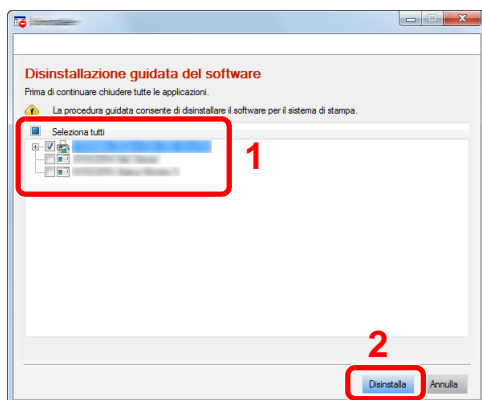 Disinstallazione guidata del software
Prima di continuare chiudere tutte le applicazioni.
La procedura guidata consente di disinstallare il software per il sistema di stampa.
Seleziona tutti
1
2
Disinstalla
Annulla